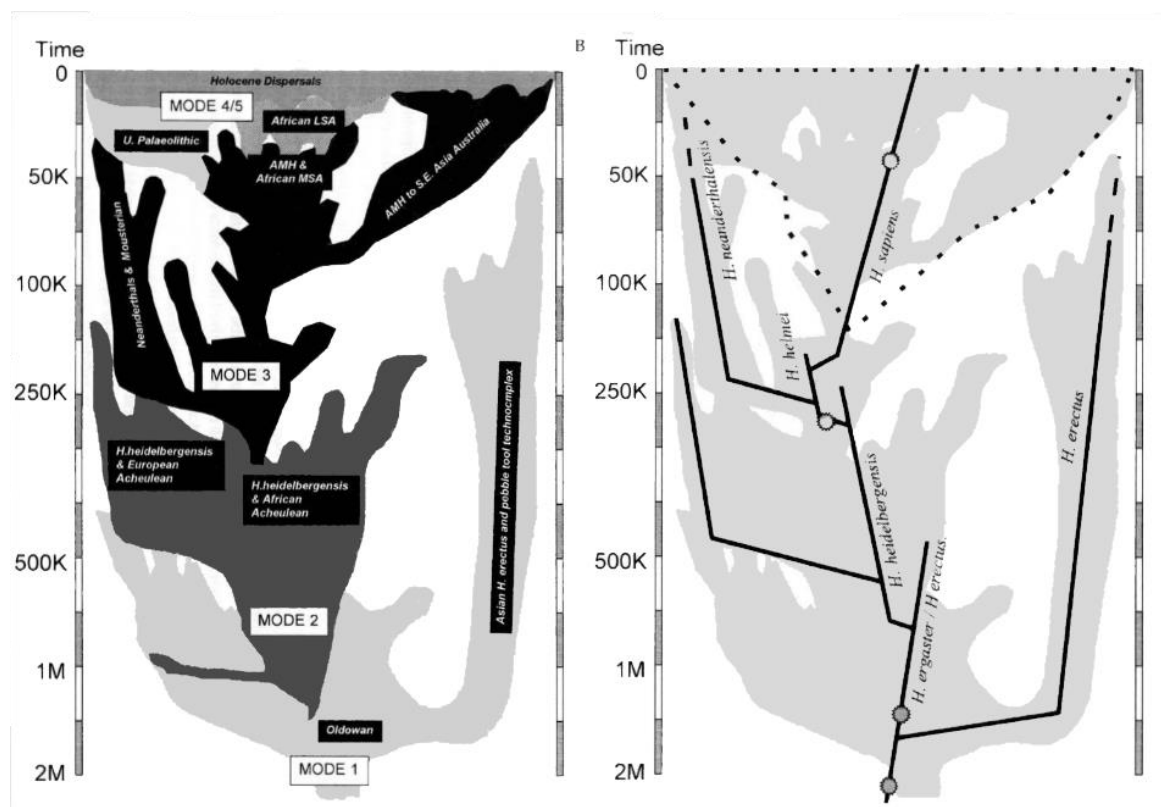 Time
0
Holocene Dispersals
MODE 4/5
African LSA
U. Palaeolithic
AMH &
African MSA
50K
AMH to S.E. Asia Australia
Neanderthals & Mousterian
100K
MODE 3
250K
H.heidelbergensis
& European
Acheulean
H.heidelbergensis
& African
Acheulean
Asian H. erectus and pebble tool technocmplex
500K
MODE 2
1M
Oldowan
MODE 1
2M
B
Time
0
50K
H. neanderthalensis
H. sapiens
100K
H. helmei
250K
H. erectus
H. heidelbergensis
500K
H. ergaster / H erectus.
1M
2M